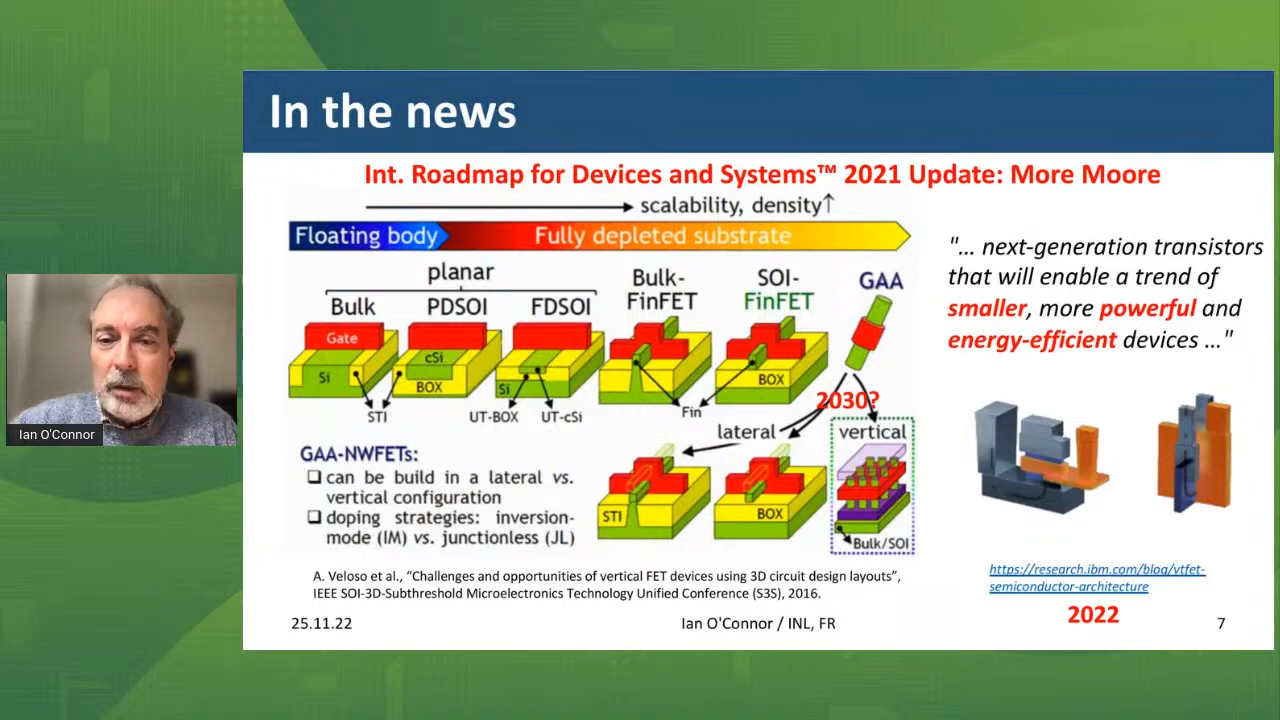 In the news
Int. Roadmap for Devices and Systems™ 2021 Update: More Moore
scalability, density↑
Floating body
Fully depleted substrate
planar
Bulk
PDSOI
FDSOI
Bulk-
FinFET
SOI-
FinFET
GAA
Gate
Si
cSi
BOX
Si
BOX
STI
UT-BOX
UT-cSi
Fin
2030?
lateral
vertical
GAA-NWFETs:
❑ can be build in a lateral vs.
vertical configuration
❑ doping strategies: inversion-
mode (IM) vs. junctionless (JL)
STI
BOX
Bulk/SOI
A. Veloso et al., “Challenges and opportunities of vertical FET devices using 3D circuit design layouts”,
IEEE SOI-3D-Subthreshold Microelectronics Technology Unified Conference (S3S), 2016.
"… next-generation transistors
that will enable a trend of
smaller, more powerful and
energy-efficient devices …"
https://research.ibm.com/blog/vtfet-
semiconductor-architecture
2022
25.11.22
Ian O'Connor / INL, FR
7
Ian O'Connor